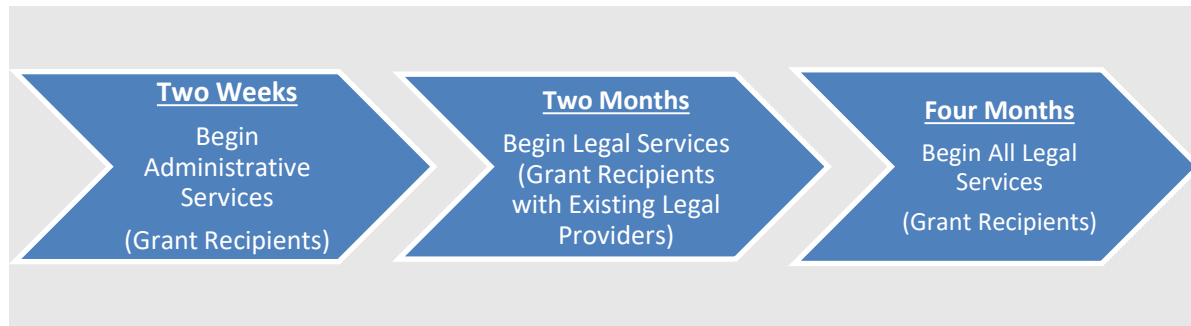 Two Weeks
Begin
Administrative
Services
(Grant Recipients)
Two Months
Begin Legal Services
(Grant Recipients
with Existing Legal
Providers)
Four Months
Begin All Legal
Services
(Grant Recipients)